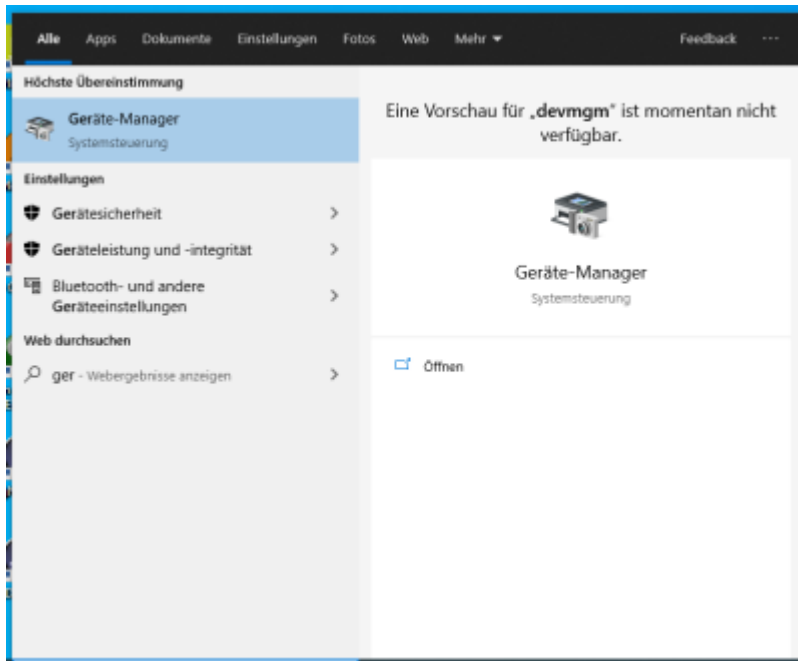 Alle Apps Dokumente Einstellungen Fotos Web Mehr Feedback ...
Höchste Übereinstimmung
Geräte-Manager
Systemsteuerung
Einstellungen
Gerätesicherheit
Geräteleistung und -integrität
Bluetooth- und andere
Geräteeinstellungen
Web durchsuchen
ger - Webergebnisse anzeigen
Eine Vorschau für „devmgm" ist momentan nicht
verfügbar.
Geräte-Manager
Systemsteuerung
Öffnen